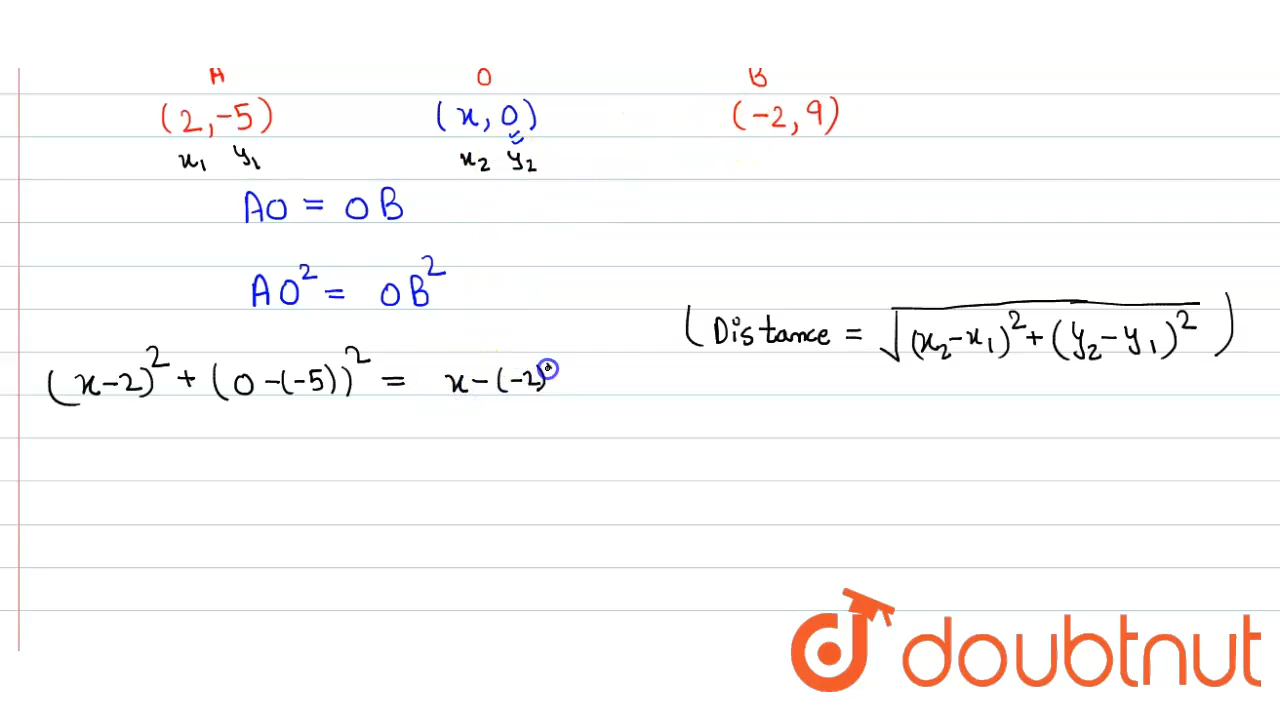 A O B
(2,-5) (x,0) (-2,9)
x₁ y₁ x₂ y₂
AO = OB
AO² = OB²
(Distance = √(x₂-x₁)²+(y₂-y₁)² )
(x-2)² + (0-(-5))² = x-(-2)
doubtnut